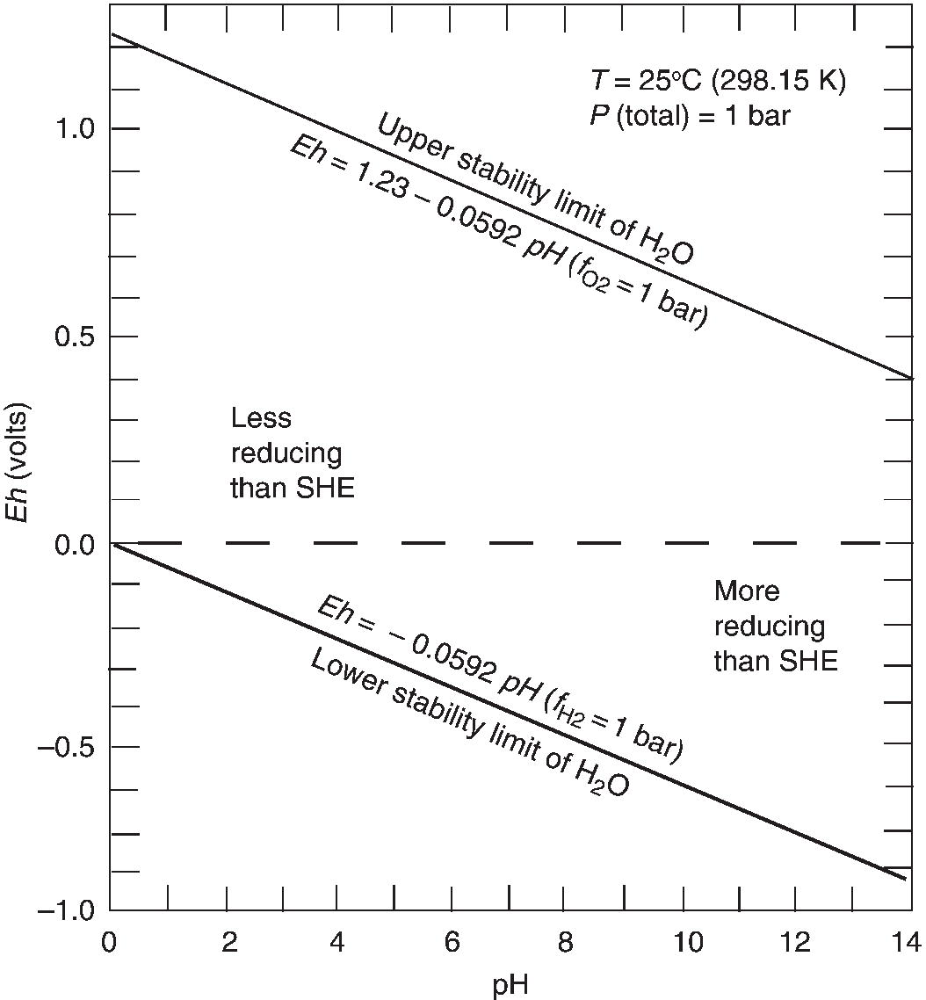 T = 25°C (298.15 K)
P (total) = 1 bar
Upper stability limit of H₂O
Eh = 1.23 – 0.0592 pH (fO2 = 1 bar)
1.0
0.5
0.0
–0.5
–1.0
Eh (volts)
Less
reducing
than SHE
More
reducing
than SHE
Eh = – 0.0592 pH (fH2 = 1 bar)
Lower stability limit of H₂O
0 2 4 6 8 10 12 14
pH